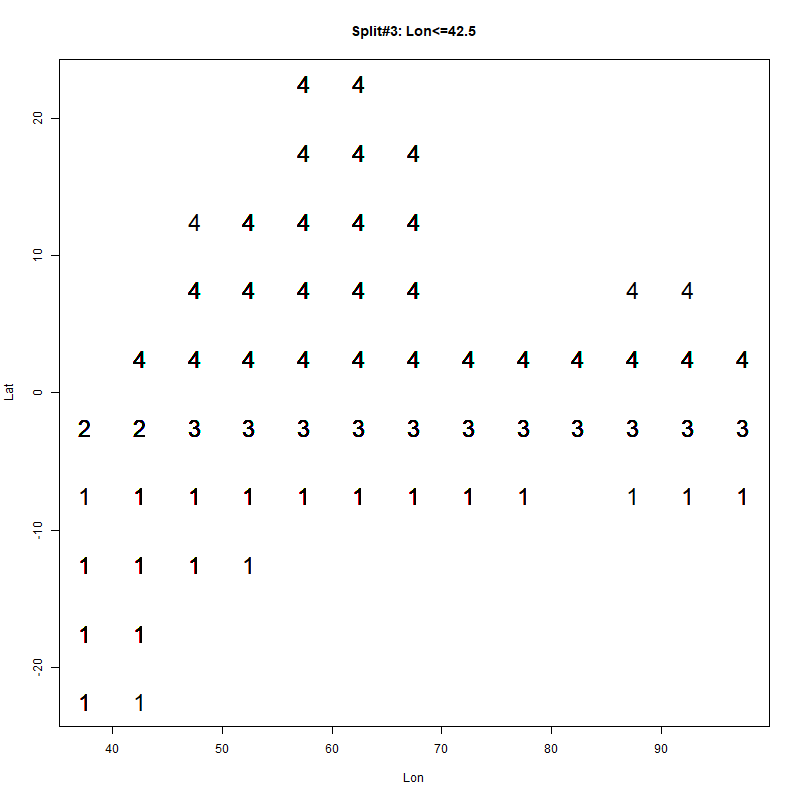 Split#3: Lon<=42.5
4 4
20
4 4 4
4 4 4 4 4
10
4 4 4 4 4 4 4
4 4 4 4 4 4 4 4 4 4 4 4
0
Lat
2 2 3 3 3 3 3 3 3 3 3 3 3
1 1 1 1 1 1 1 1 1 1 1 1
-10
1 1 1 1
1 1
-20
1 1
40 50 60 70 80 90
Lon